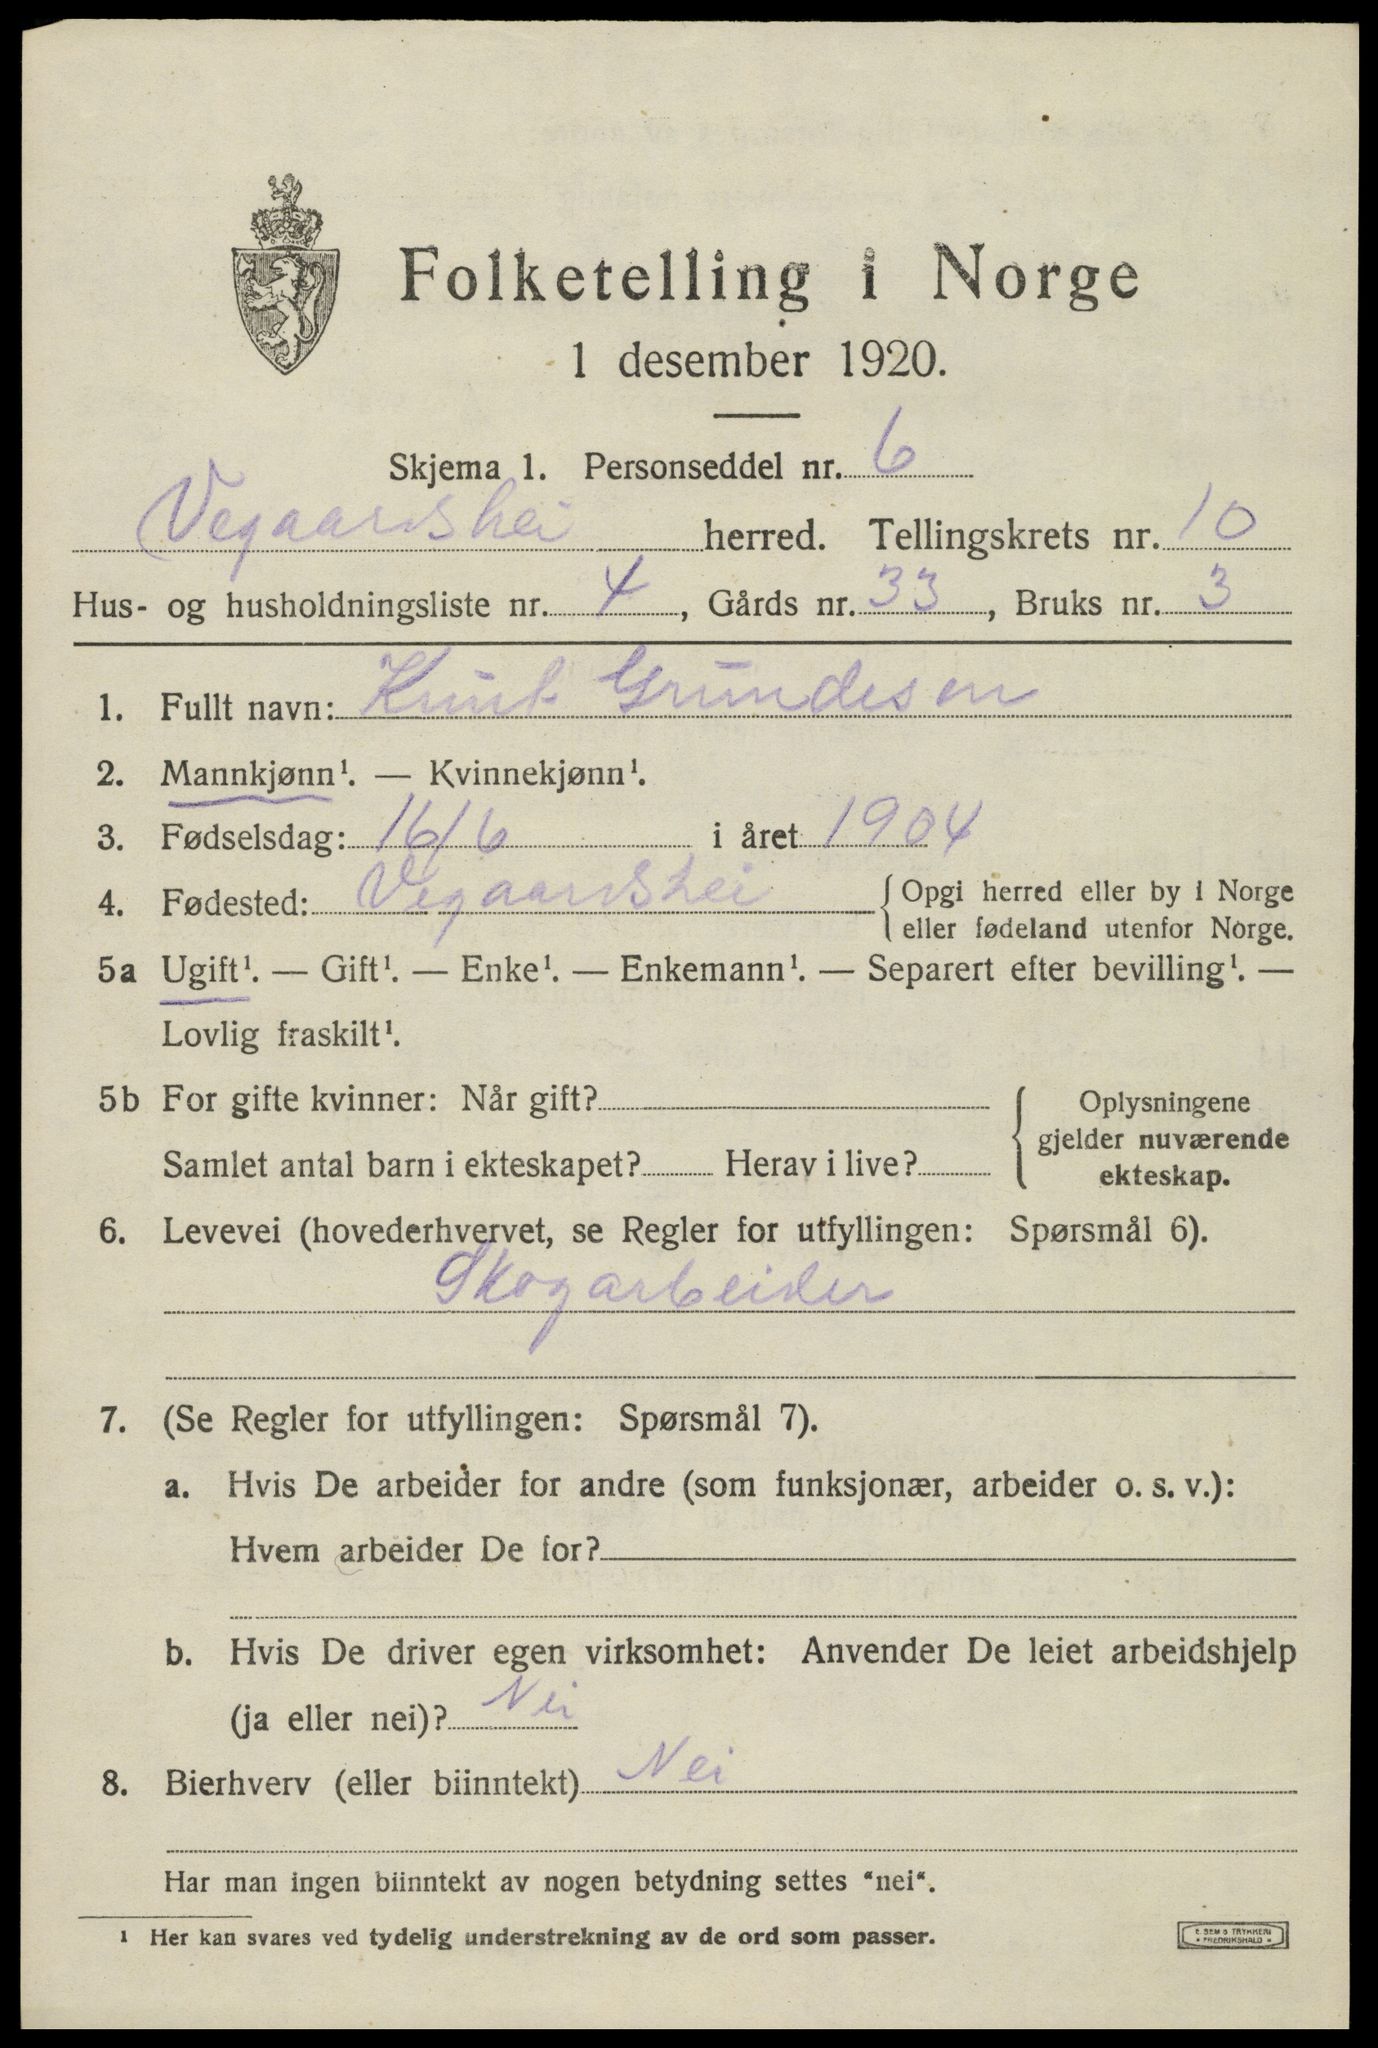 Folketelling i Norge
1 desember 1920.
Skjema 1. Personseddel nr. 6
Vegaardshei herred. Tellingskrets nr. 10
Hus- og husholdningsliste nr. 4, Gårds nr. 33, Bruks nr. 3
1. Fullt navn: Knut Grundesen
2. Mannkjønn¹. — Kvinnekjønn¹.
3. Fødselsdag: 16/6 i året 1904
4. Fødested: Vegaardshei { Opgi herred eller by i Norge
eller fødeland utenfor Norge.
5a Ugift¹. — Gift¹. — Enke¹. — Enkemann¹. — Separert efter bevilling¹. —
Lovlig fraskilt¹.
5b For gifte kvinner: Når gift?
Samlet antal barn i ekteskapet? Herav i live?
{ Oplysningene
gjelder nuværende
ekteskap.
6. Levevei (hovederhvervet, se Regler for utfyllingen: Spørsmål 6).
Skogarbeider
7. (Se Regler for utfyllingen: Spørsmål 7).
a. Hvis De arbeider for andre (som funksjonær, arbeider o. s. v.):
Hvem arbeider De for?
b. Hvis De driver egen virksomhet: Anvender De leiet arbeidshjelp
(ja eller nei)? Nei
8. Bierhverv (eller biinntekt) Nei
Har man ingen biinntekt av nogen betydning settes "nei".
1 Her kan svares ved tydelig understrekning av de ord som passer.
E. SEM'S TRYKKERI
• FREDRIKSHALD •